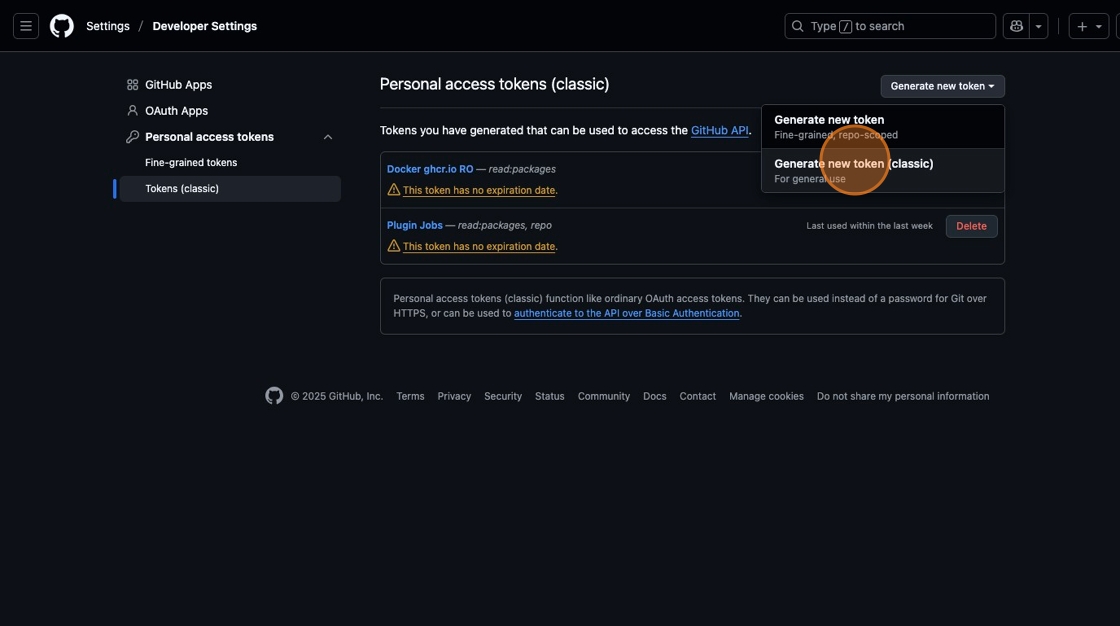 Settings / Developer Settings
Type / to search
GitHub Apps
OAuth Apps
Personal access tokens
Fine-grained tokens
Tokens (classic)
Personal access tokens (classic)
Generate new token
Generate new token
Fine-grained, repo-scoped
Generate new token (classic)
For general use
Tokens you have generated that can be used to access the GitHub API.
Docker ghcr.io RO — read:packages
This token has no expiration date.
Plugin Jobs — read:packages, repo
Last used within the last week
Delete
This token has no expiration date.
Personal access tokens (classic) function like ordinary OAuth access tokens. They can be used instead of a password for Git over
HTTPS, or can be used to authenticate to the API over Basic Authentication.
© 2025 GitHub, Inc. Terms Privacy Security Status Community Docs Contact Manage cookies Do not share my personal information